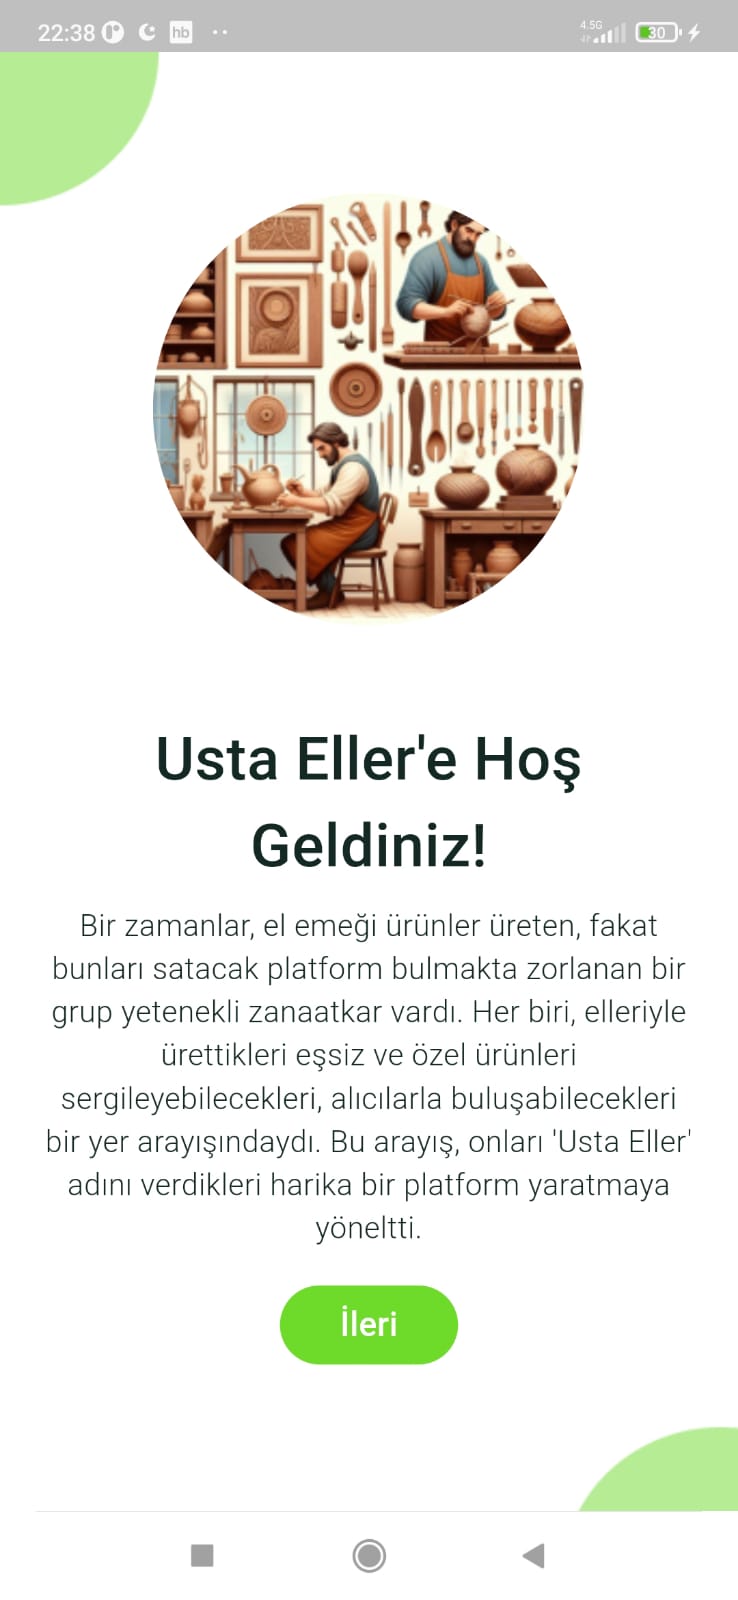 22:38
hb
4.5G
30
Usta Eller'e Hoş
Geldiniz!
Bir zamanlar, el emeği ürünler üreten, fakat
bunları satacak platform bulmakta zorlanan bir
grup yetenekli zanaatkar vardı. Her biri, elleriyle
ürettikleri eşsiz ve özel ürünleri
sergileyebilecekleri, alıcılarla buluşabilecekleri
bir yer arayışındaydı. Bu arayış, onları 'Usta Eller'
adını verdikleri harika bir platform yaratmaya
yöneltti.
İleri